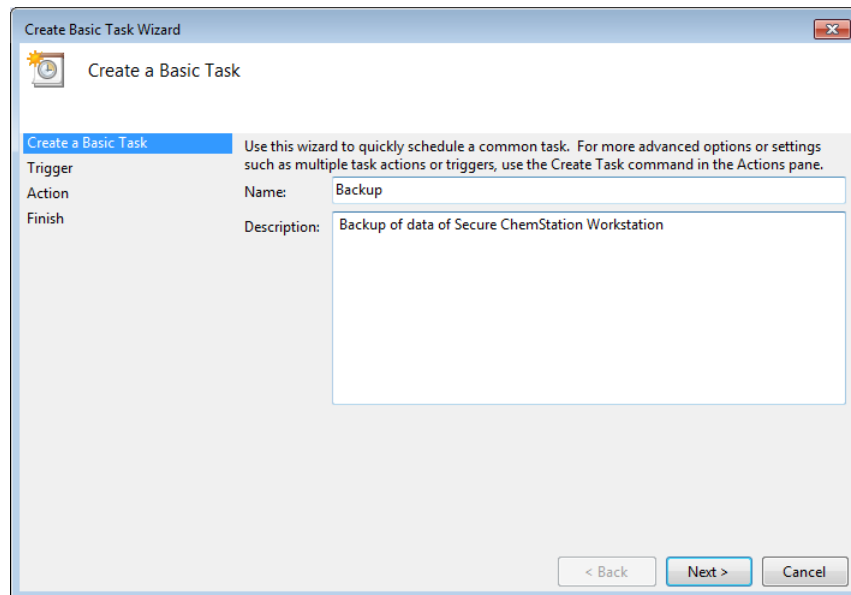 Create Basic Task Wizard
Create a Basic Task
Create a Basic Task
Trigger
Action
Finish
Use this wizard to quickly schedule a common task.  For more advanced options or settings
such as multiple task actions or triggers, use the Create Task command in the Actions pane.
Name:
Backup
Description:
Backup of data of Secure ChemStation Workstation
< Back
Next >
Cancel